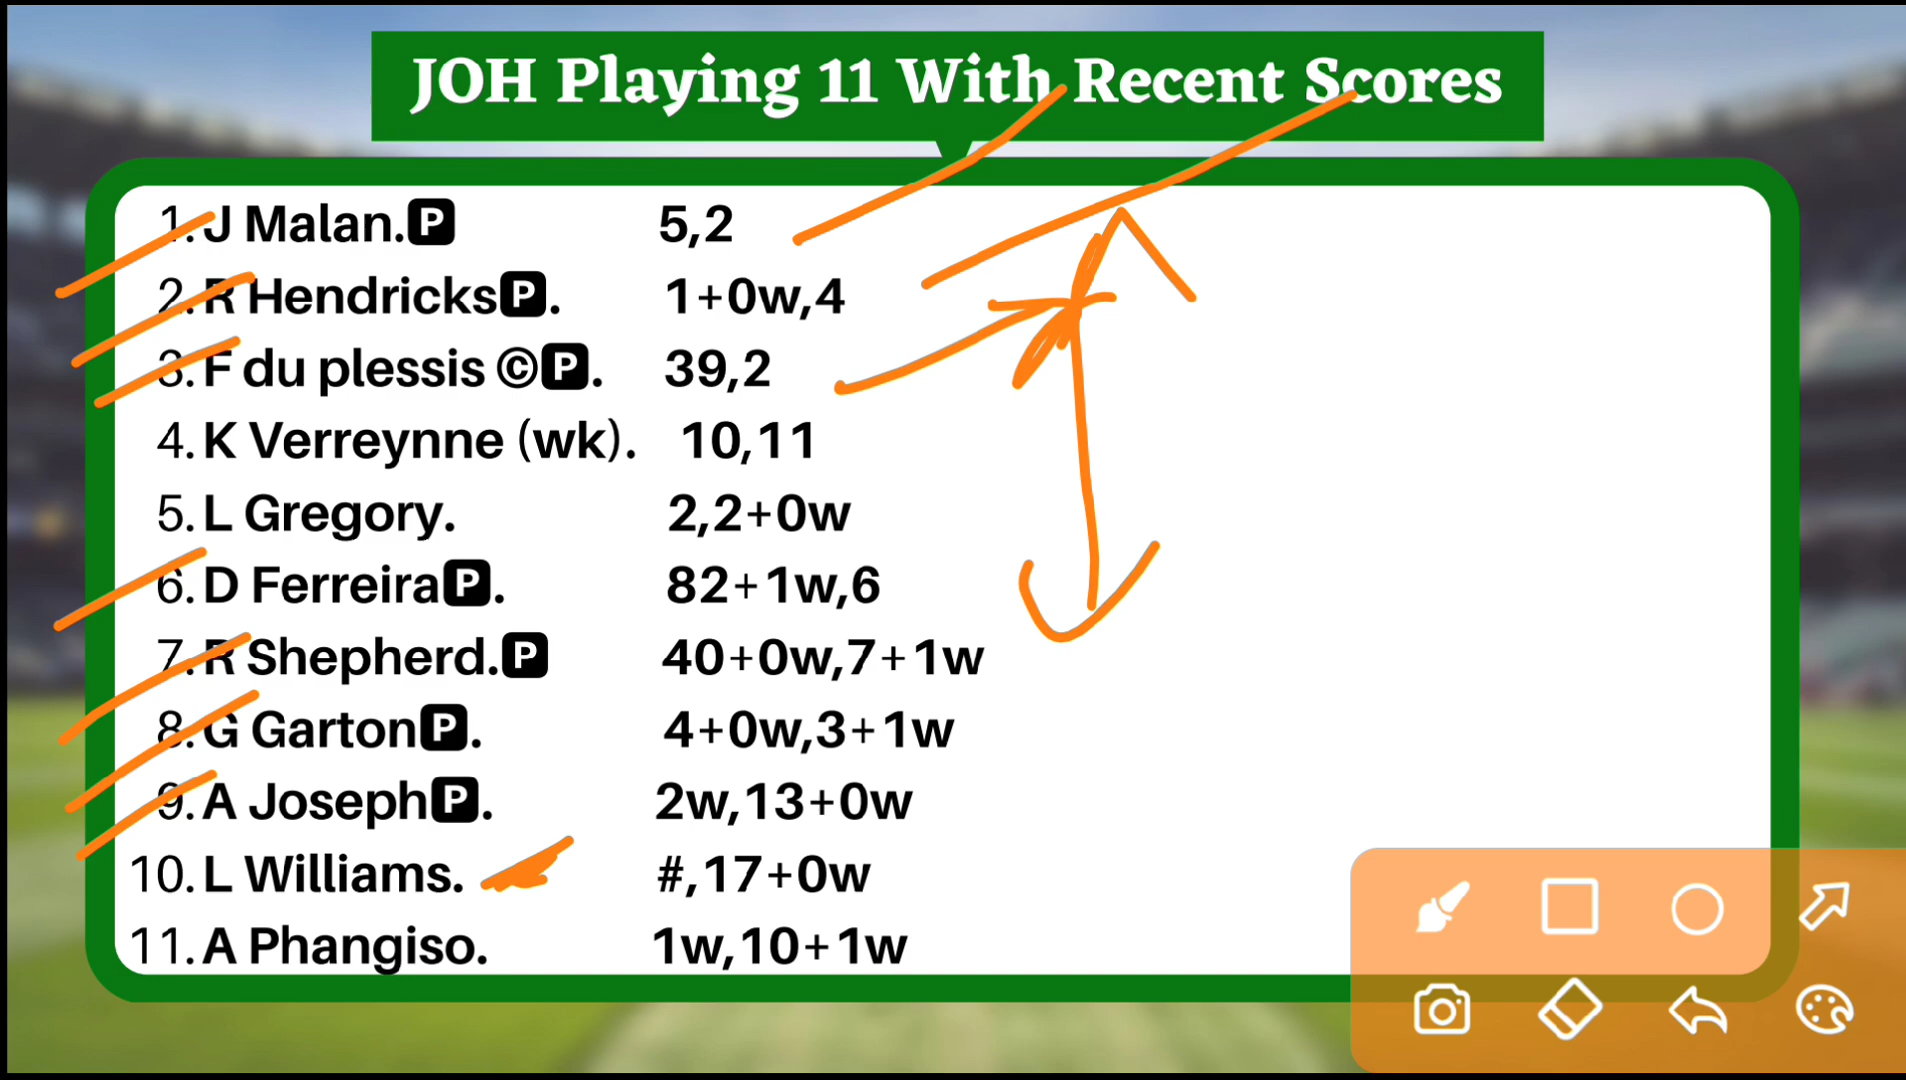 JOH Playing 11 With Recent Scores
1. J Malan.🅿 5,2
2. R Hendricks🅿. 1+0w,4
3. F du plessis ©🅿. 39,2
4. K Verreynne (wk). 10,11
5. L Gregory. 2,2+0w
6. D Ferreira🅿. 82+1w,6
7. R Shepherd.🅿 40+0w,7+1w
8. G Garton🅿. 4+0w,3+1w
9. A Joseph🅿. 2w,13+0w
10. L Williams. #,17+0w
11. A Phangiso. 1w,10+1w